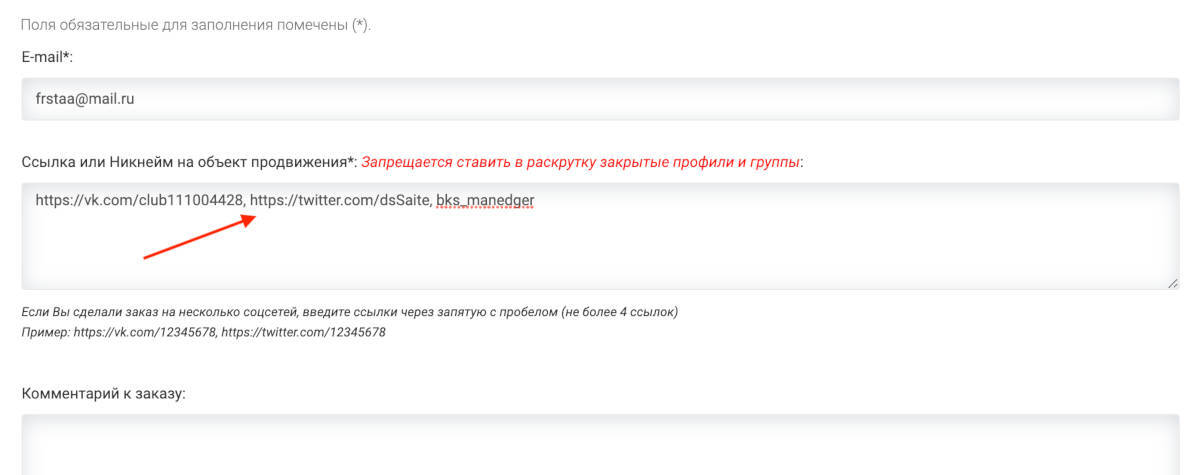 Поля обязательные для заполнения помечены (*).
E-mail*:
frstaa@mail.ru
Ссылка или Никнейм на объект продвижения*: Запрещается ставить в раскрутку закрытые профили и группы:
https://vk.com/club111004428, https://twitter.com/dsSaite, bks_manedger
Если Вы сделали заказ на несколько соцсетей, введите ссылки через запятую с пробелом (не более 4 ссылок)
Пример: https://vk.com/12345678, https://twitter.com/12345678
Комментарий к заказу: